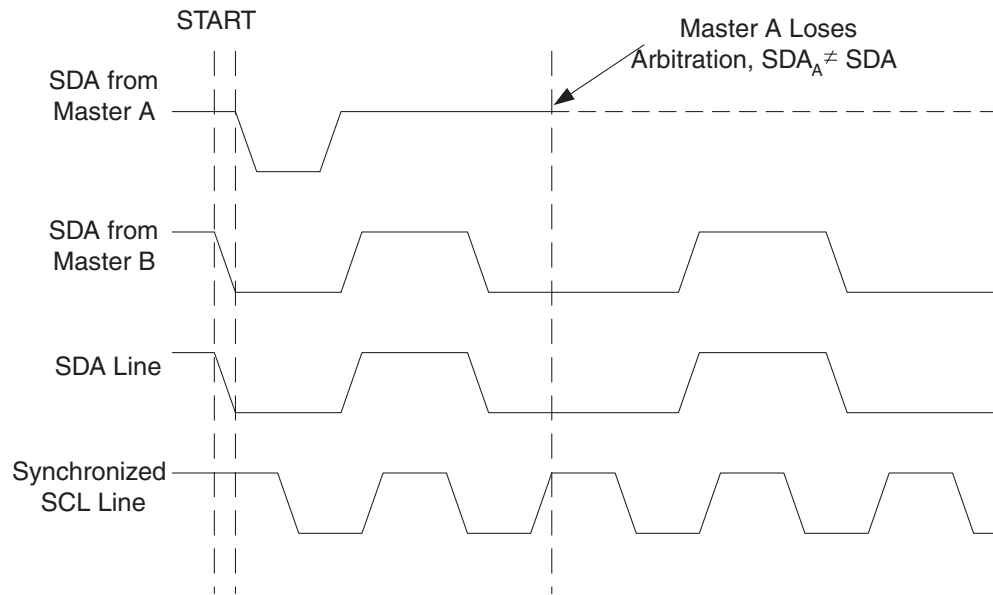 START
Master A Loses
Arbitration, SDA_A ≠ SDA
SDA from
Master A
SDA from
Master B
SDA Line
Synchronized
SCL Line